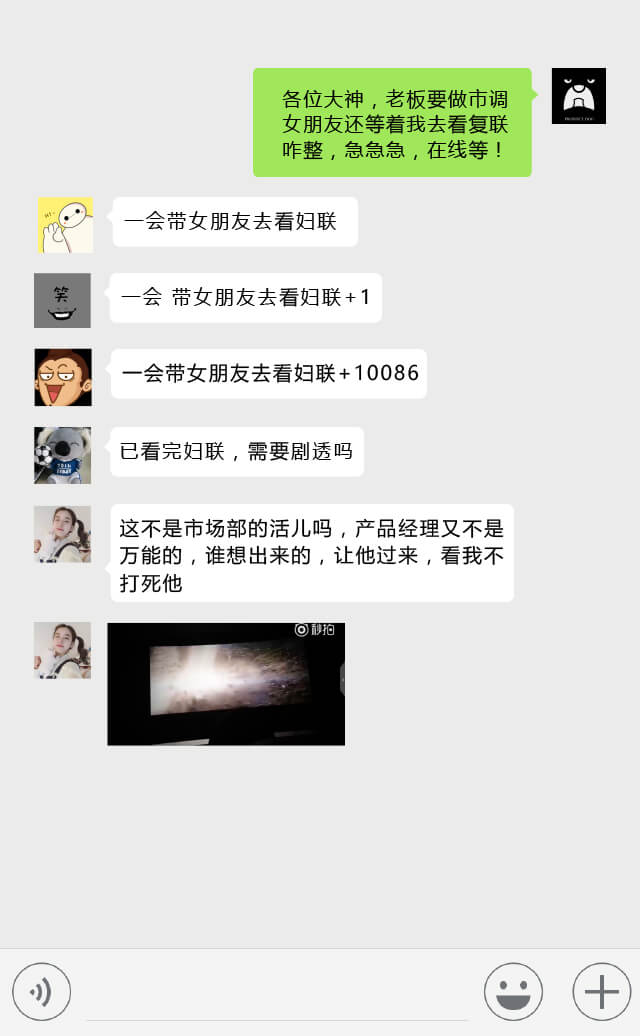 各位大神，老板要做市调
女朋友还等着我去看复联
咋整，急急急，在线等！
一会带女朋友去看妇联
笑
一会 带女朋友去看妇联+1
一会带女朋友去看妇联+10086
已看完妇联，需要剧透吗
这不是市场部的活儿吗，产品经理又不是
万能的，谁想出来的，让他过来，看我不
打死他
秒拍